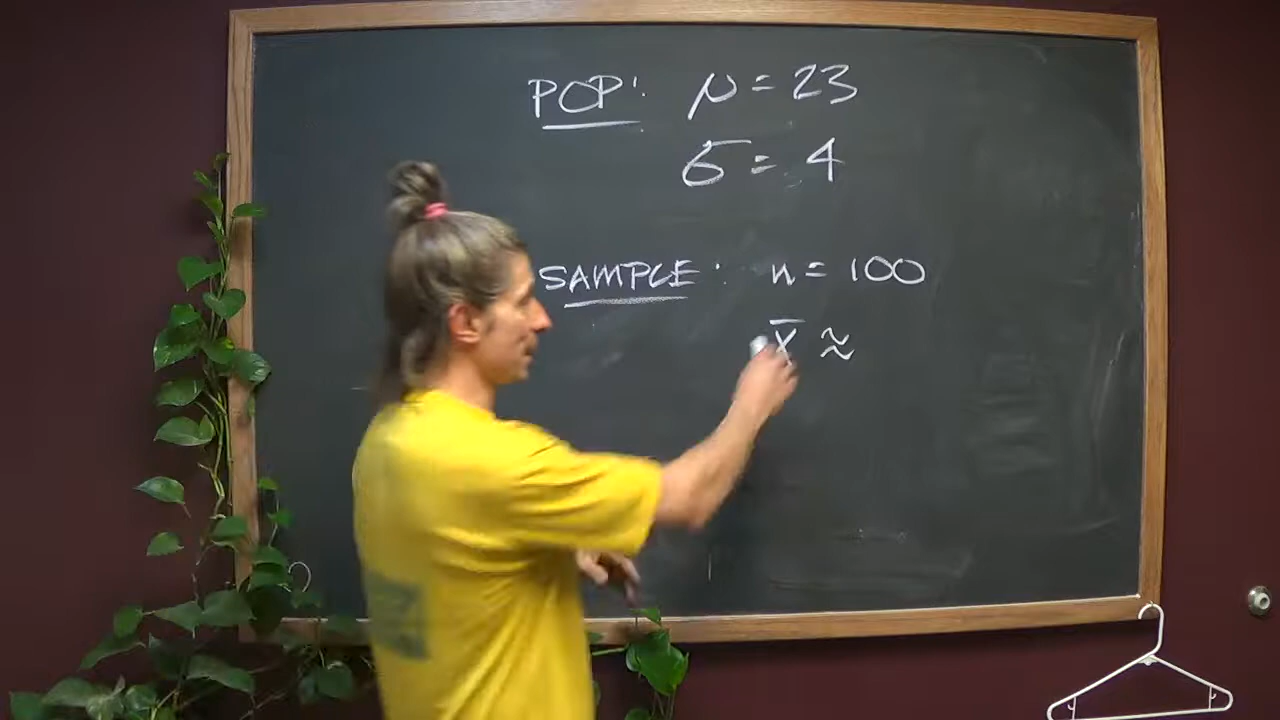 POP: μ = 23
σ = 4
SAMPLE: n = 100
x̄ ≈